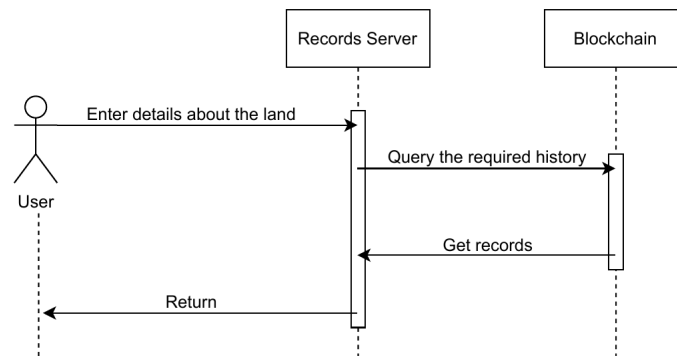 Records Server
Blockchain
Enter details about the land
Query the required history
User
Get records
Return